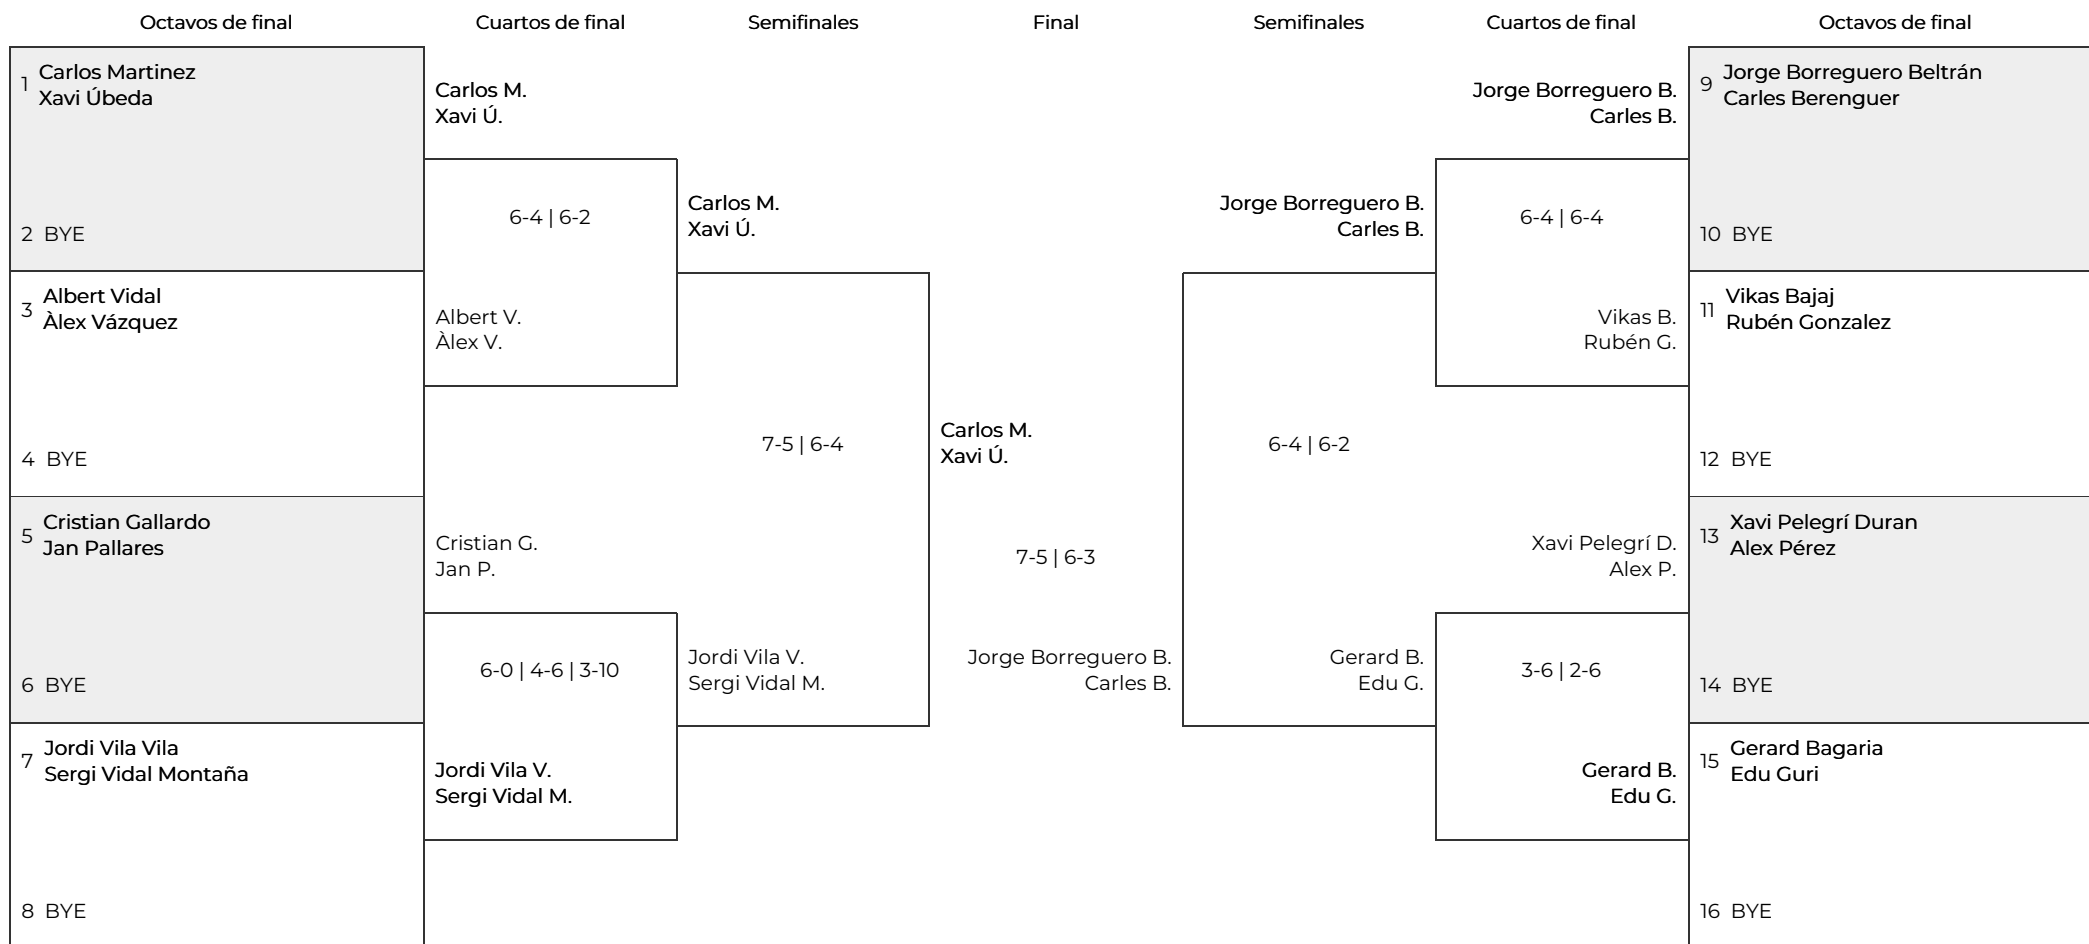 Octavos de final
Cuartos de final
Semifinales
Final
Semifinales
Cuartos de final
Octavos de final
1
Carlos Martinez
Xavi Úbeda
2 BYE
3
Albert Vidal
Àlex Vázquez
4 BYE
5
Cristian Gallardo
Jan Pallares
6 BYE
7
Jordi Vila Vila
Sergi Vidal Montaña
8 BYE
Carlos M.
Xavi Ú.
6-4 | 6-2
Albert V.
Àlex V.
Cristian G.
Jan P.
6-0 | 4-6 | 3-10
Jordi Vila V.
Sergi Vidal M.
Carlos M.
Xavi Ú.
7-5 | 6-4
Jordi Vila V.
Sergi Vidal M.
Carlos M.
Xavi Ú.
7-5 | 6-3
Jorge Borreguero B.
Carles B.
Jorge Borreguero B.
Carles B.
6-4 | 6-2
Gerard B.
Edu G.
Jorge Borreguero B.
Carles B.
6-4 | 6-4
Vikas B.
Rubén G.
Xavi Pelegrí D.
Alex P.
3-6 | 2-6
Gerard B.
Edu G.
9
Jorge Borreguero Beltrán
Carles Berenguer
10 BYE
11
Vikas Bajaj
Rubén Gonzalez
12 BYE
13
Xavi Pelegrí Duran
Alex Pérez
14 BYE
15
Gerard Bagaria
Edu Guri
16 BYE